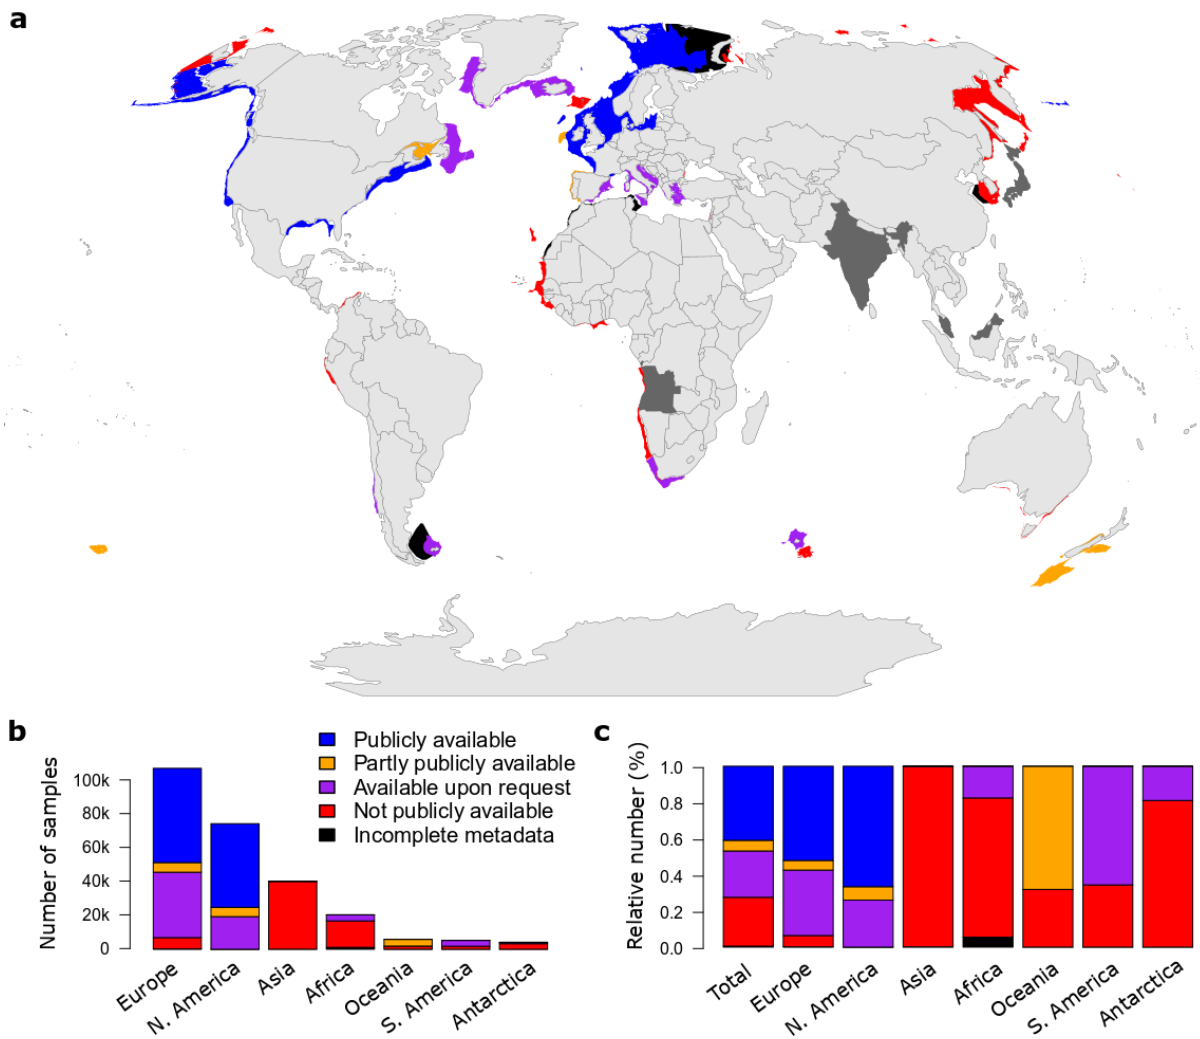 a
b
Number of samples
100k
80k
60k
40k
20k
0
Europe
N. America
Asia
Africa
Oceania
S. America
Antarctica
Publicly available
Partly publicly available
Available upon request
Not publicly available
Incomplete metadata
c
Relative number (%)
1.0
0.8
0.6
0.4
0.2
0.0
Total
Europe
N. America
Asia
Africa
Oceania
S. America
Antarctica